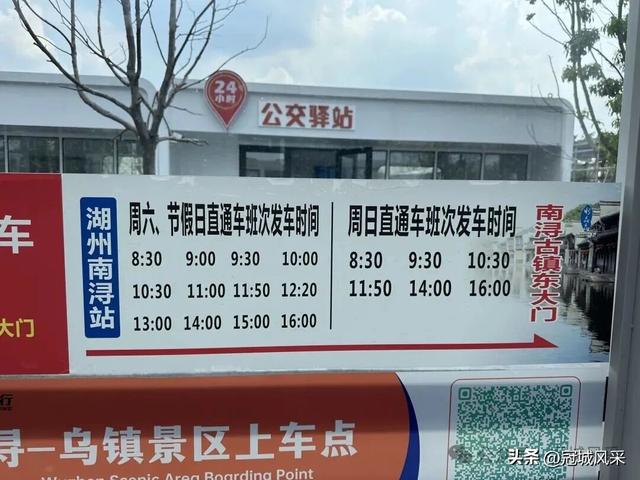 24
小时
公交驿站
车
大门
湖州南浔站
周六、节假日直通车班次发车时间
8:30 9:00 9:30 10:00
10:30 11:00 11:50 12:20
13:00 14:00 15:00 16:00
周日直通车班次发车时间
8:30 9:30 10:30
11:50 14:00 16:00
南浔古镇东大门
行
寻—乌镇景区上车点
Wuzhen Scenic Area Boarding Point
头条 @冠城风采